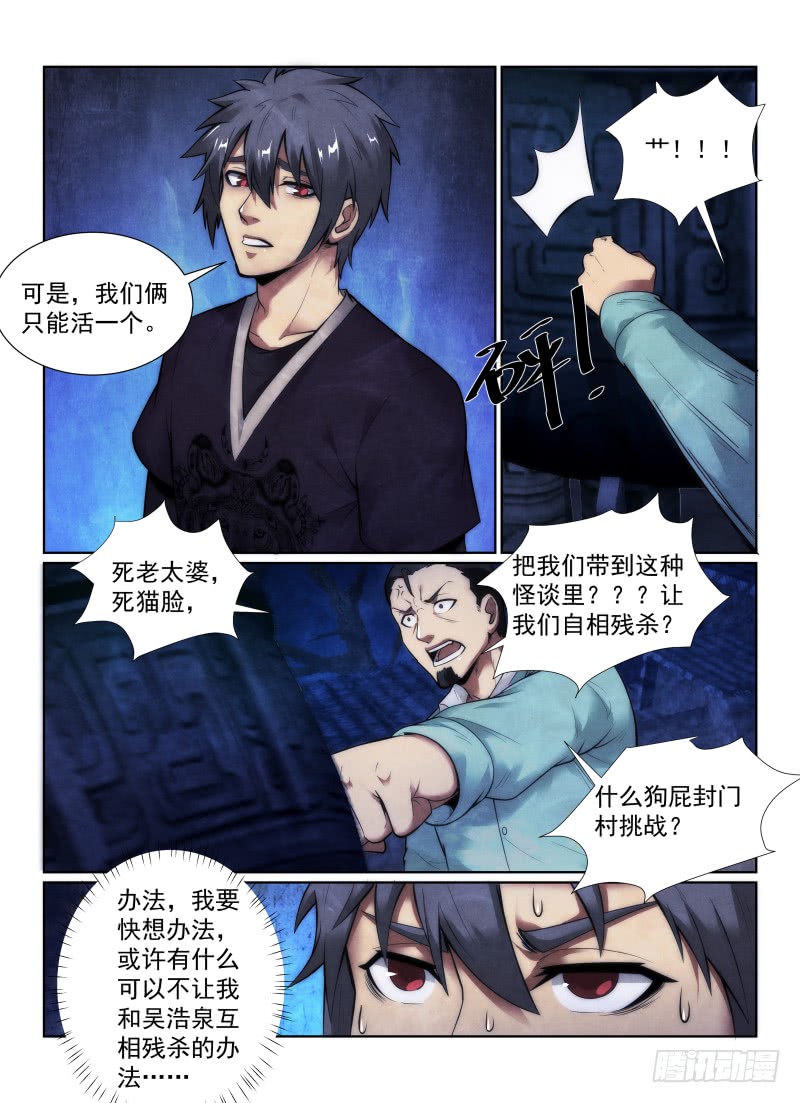 可是，我们俩
只能活一个。
艹！！！
砰！
死老太婆，
死猫脸，
把我们带到这种
怪谈里？？？让
我们自相残杀？
什么狗屁封门
村挑战？
办法，我要
快想办法，
或许有什么
可以不让我
和吴浩泉互
相残杀的办
法……
腾讯动漫